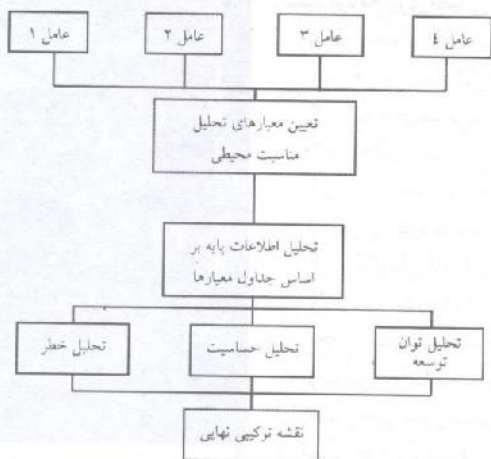 عامل ۱
عامل ۲
عامل ۳
عامل ٤
تعیین معیارهای تحلیل
مناسبت محیطی
تحلیل اطلاعات پایه بر
اساس جداول معیارها
تحلیل توان
توسعه
تحلیل حساسیت
تحلیل خطر
نقشه ترکیبی نهایی